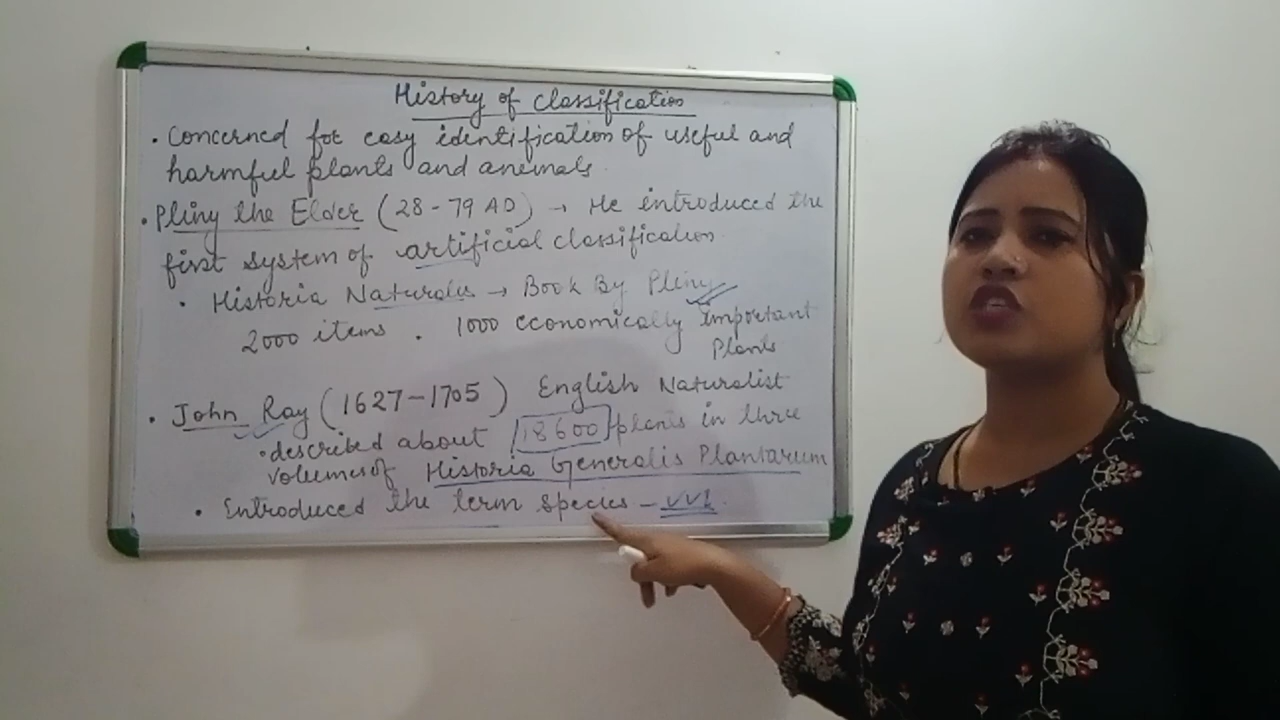 History of classification
• Concerned for easy identification of useful and
harmful plants and animals
• Pliny the Elder (28-79 AD) → He introduced the
first system of artificial classification
• Historia Naturalis → Book By Pliny
2000 items . 1000 economically important
Plants
• John Ray (1627-1705) English Naturalist
• described about 18600 plants in three
volumes of Historia Generalis Plantarum
• Introduced the term species - VVI